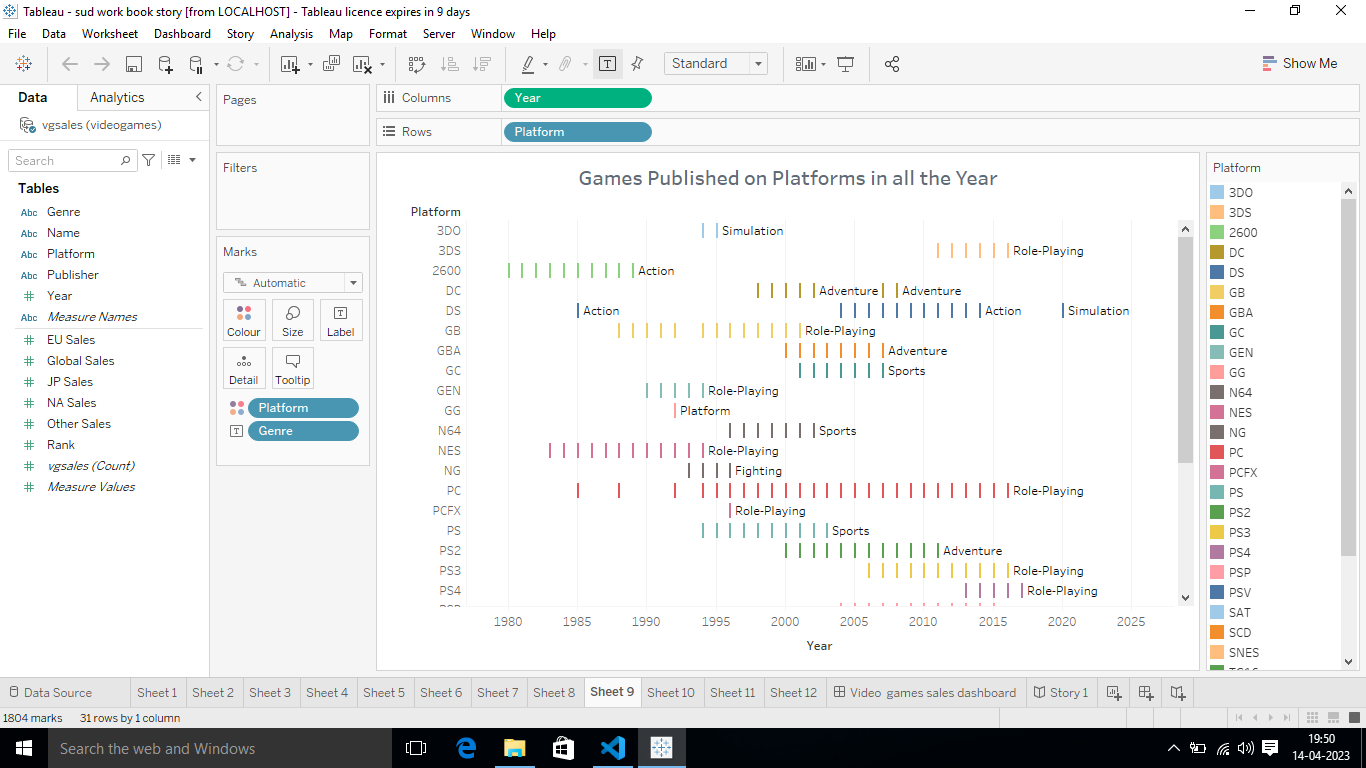 Tableau - sud work book story [from LOCALHOST] - Tableau licence expires in 9 days
File Data Worksheet Dashboard Story Analysis Map Format Server Window Help
Standard
Show Me
Data Analytics
vgsales (videogames)
Search
Tables
Abc Genre
Abc Name
Abc Platform
Abc Publisher
# Year
Abc Measure Names
# EU Sales
# Global Sales
# JP Sales
# NA Sales
# Other Sales
# Rank
# vgsales (Count)
# Measure Values
Pages
Filters
Marks
Automatic
Colour Size Label
Detail Tooltip
Platform
Genre
Columns Year
Rows Platform
Games Published on Platforms in all the Year
Platform
3DO Simulation
3DS Role-Playing
2600 Action
DC Adventure Adventure
DS Action Action Simulation
GB Role-Playing
GBA Adventure
GC Sports
GEN Role-Playing
GG Platform
N64 Sports
NES Role-Playing
NG Fighting
PC Role-Playing
PCFX Role-Playing
PS Sports
PS2 Adventure
PS3 Role-Playing
PS4 Role-Playing
1980 1985 1990 1995 2000 2005 2010 2015 2020 2025
Year
Platform
3DO
3DS
2600
DC
DS
GB
GBA
GC
GEN
GG
N64
NES
NG
PC
PCFX
PS
PS2
PS3
PS4
PSP
PSV
SAT
SCD
SNES
Data Source Sheet 1 Sheet 2 Sheet 3 Sheet 4 Sheet 5 Sheet 6 Sheet 7 Sheet 8 Sheet 9 Sheet 10 Sheet 11 Sheet 12 Video games sales dashboard Story 1
1804 marks 31 rows by 1 column
Search the web and Windows
19:50
14-04-2023